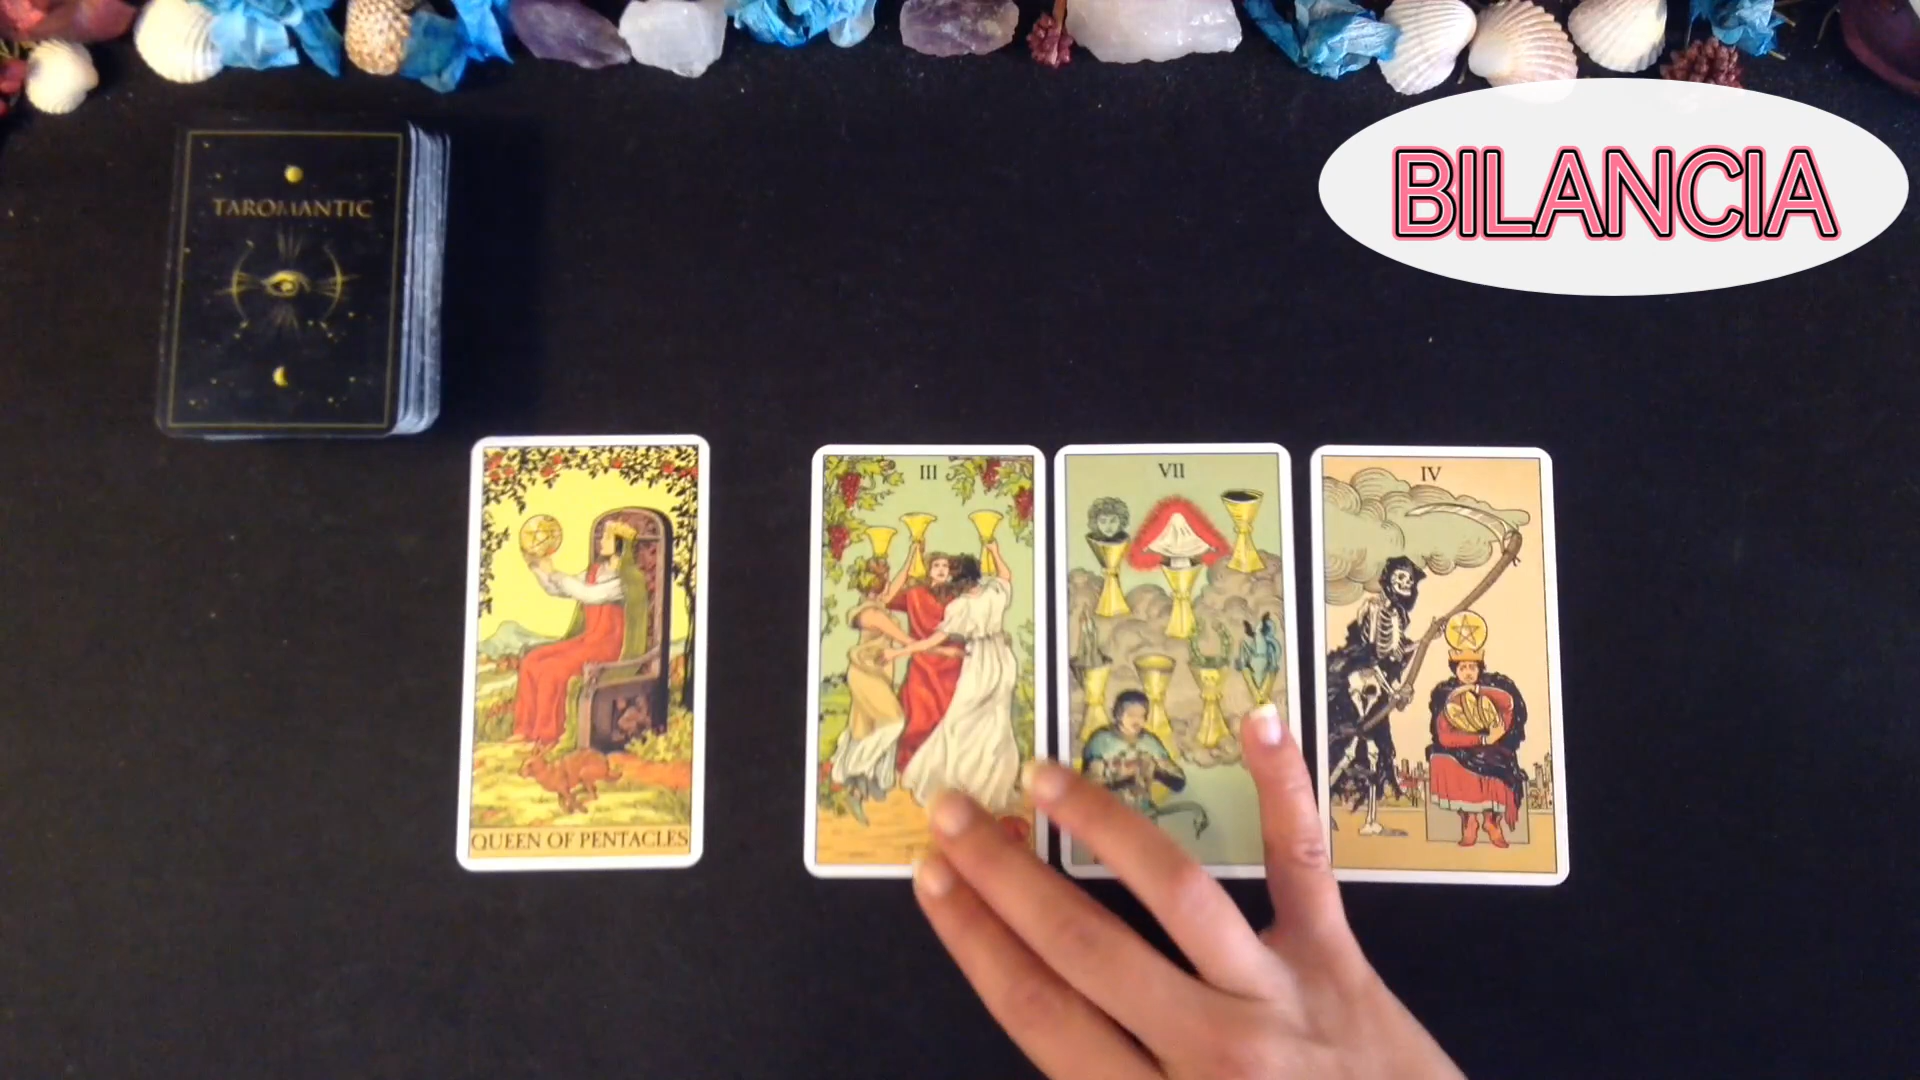 BILANCIA
TAROMANTIC
III
VII
IV
QUEEN OF PENTACLES